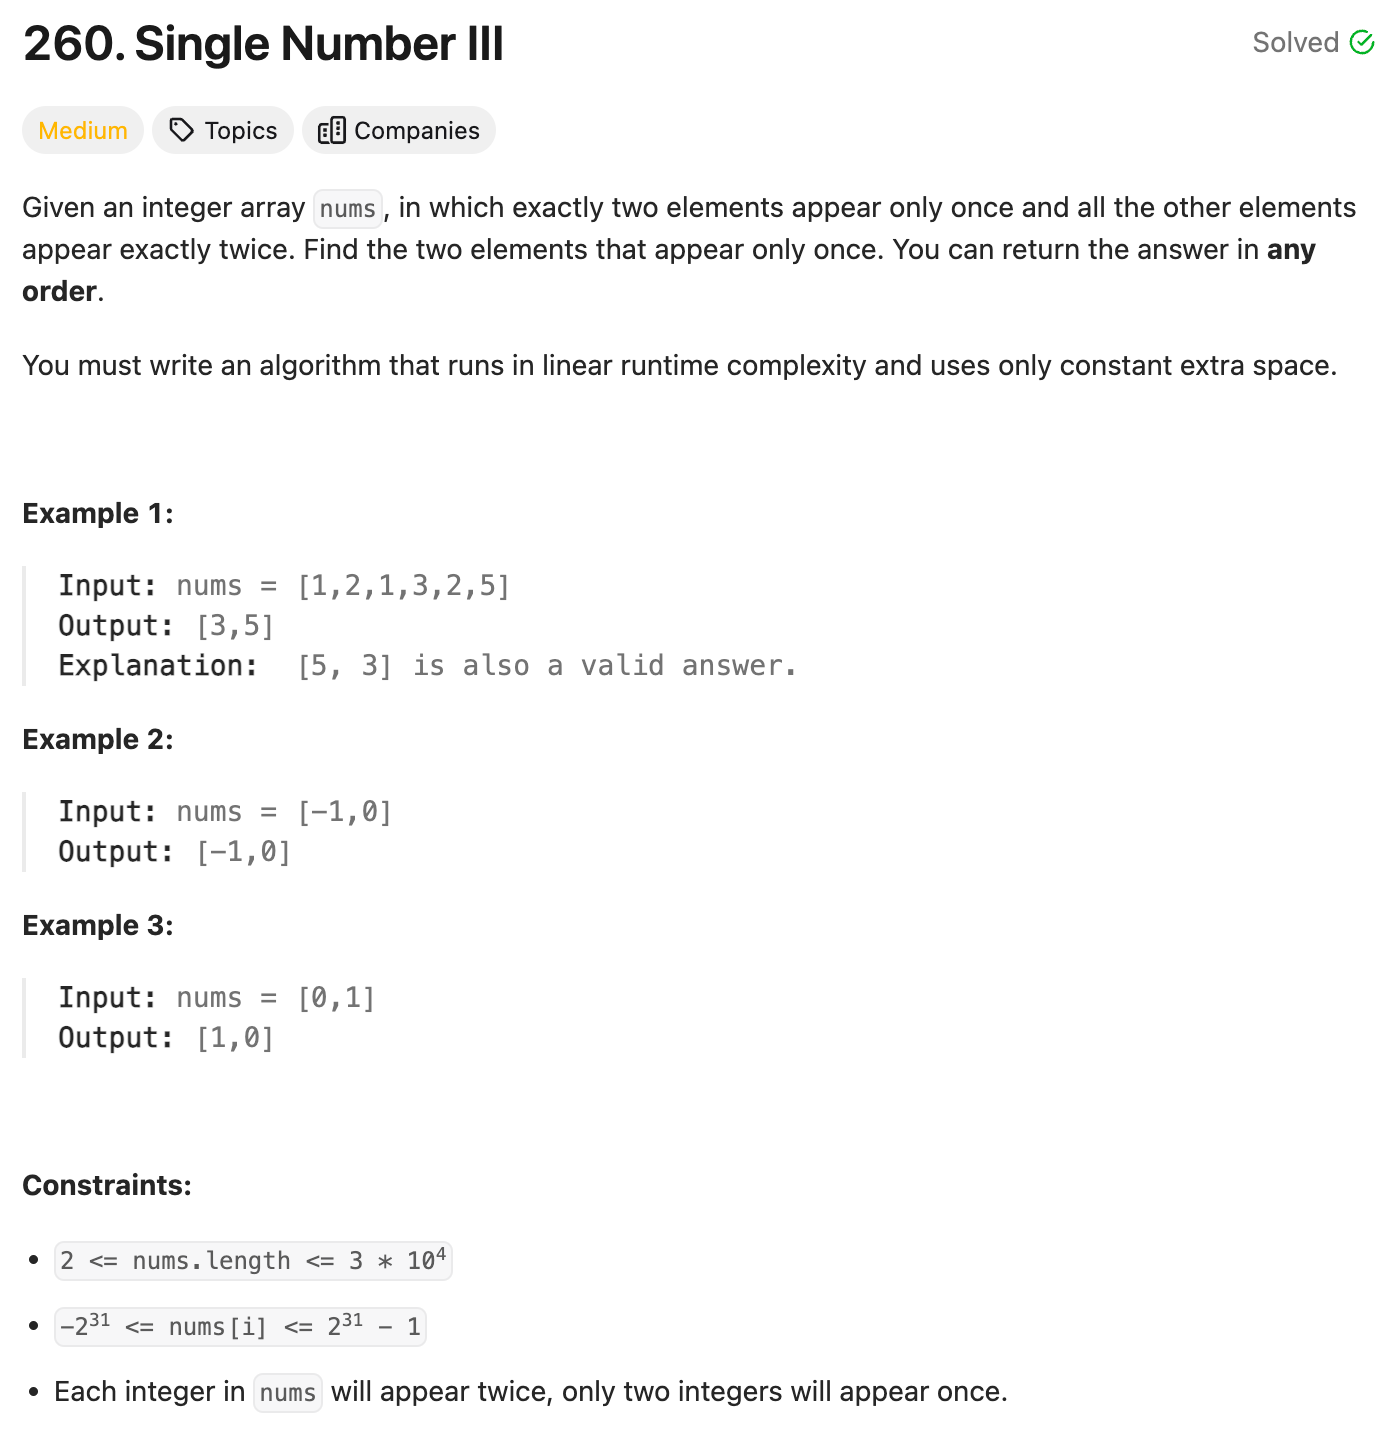 260. Single Number III
Solved
Medium
Topics
Companies
Given an integer array nums, in which exactly two elements appear only once and all the other elements
appear exactly twice. Find the two elements that appear only once. You can return the answer in any
order.
You must write an algorithm that runs in linear runtime complexity and uses only constant extra space.
Example 1:
Input: nums = [1,2,1,3,2,5]
Output: [3,5]
Explanation:  [5, 3] is also a valid answer.
Example 2:
Input: nums = [-1,0]
Output: [-1,0]
Example 3:
Input: nums = [0,1]
Output: [1,0]
Constraints:
• 2 <= nums.length <= 3 * 10⁴
• -2³¹ <= nums[i] <= 2³¹ - 1
• Each integer in nums will appear twice, only two integers will appear once.